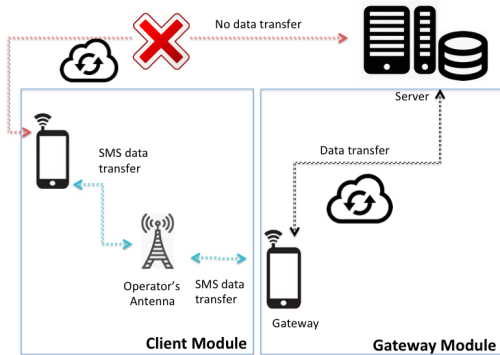 No data transfer
Server
SMS data
transfer
Data transfer
Operator's
Antenna
SMS data
transfer
Gateway
Client Module
Gateway Module